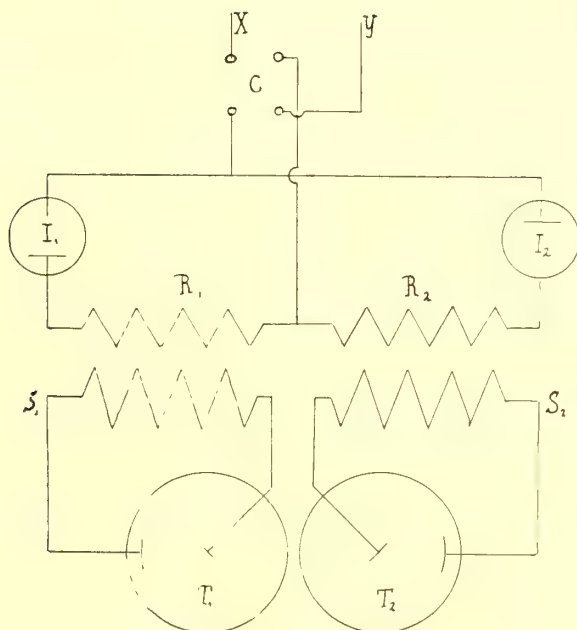 X Y
C
I₁ I₂
R₁ R₂
S₁ S₂
T₁ T₂